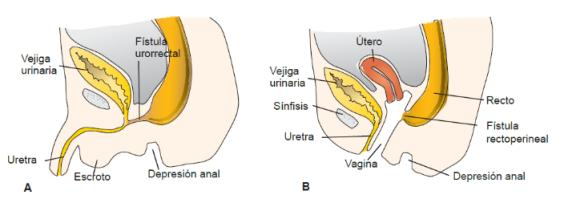 Fístula
urorrectal
Vejiga
urinaria
Uretra
Escroto
Depresión anal
A
Útero
Vejiga
urinaria
Sínfisis
Uretra
Vagina
Recto
Fístula
rectoperineal
Depresión anal
B